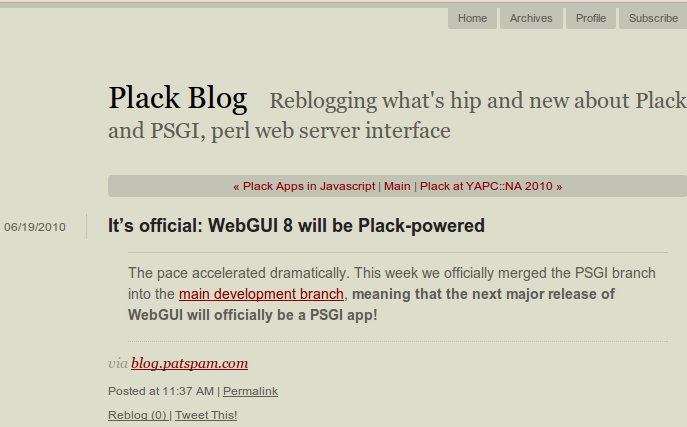 Home Archives Profile Subscribe
Plack Blog Reblogging what's hip and new about Plack
and PSGI, perl web server interface
« Plack Apps in Javascript | Main | Plack at YAPC::NA 2010 »
06/19/2010 It's official: WebGUI 8 will be Plack-powered
The pace accelerated dramatically. This week we officially merged the PSGI branch
into the main development branch, meaning that the next major release of
WebGUI will officially be a PSGI app!
via blog.patspam.com
Posted at 11:37 AM | Permalink
Reblog (0) | Tweet This!